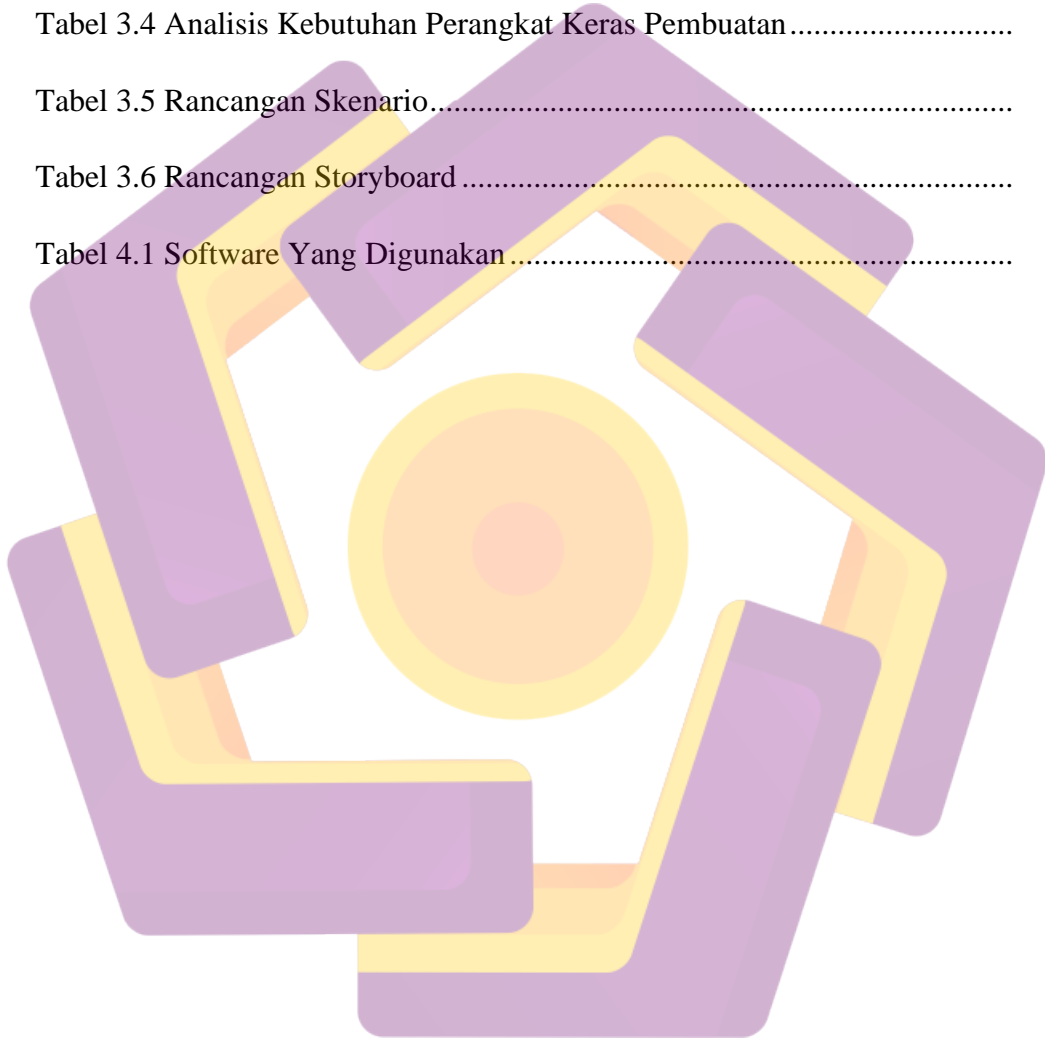 Tabel 3.4 Analisis Kebutuhan Perangkat Keras Pembuatan............................
Tabel 3.5 Rancangan Skenario.........................................................................
Tabel 3.6 Rancangan Storyboard.....................................................................
Tabel 4.1 Software Yang Digunakan...............................................................